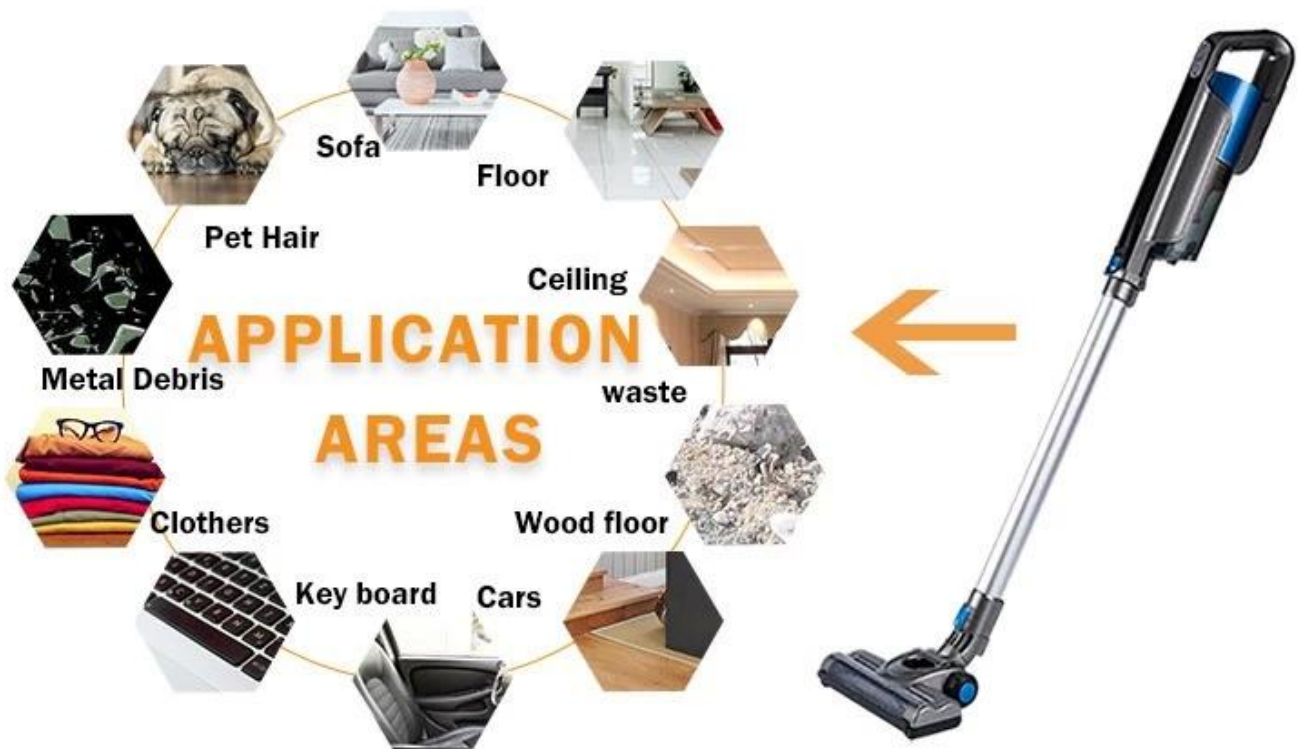 Sofa
Floor
Pet Hair
Ceiling
APPLICATION
Metal Debris
waste
AREAS
Clothers
Wood floor
Key board
Cars